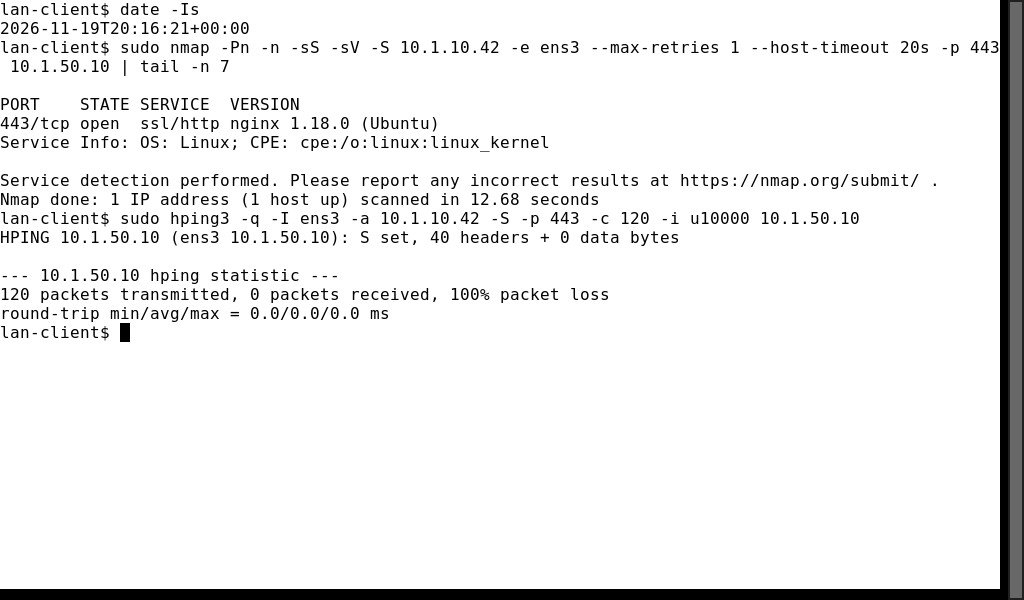 lan-client$ date -Is
2026-11-19T20:16:21+00:00
lan-client$ sudo nmap -Pn -n -sS -sV -S 10.1.10.42 -e ens3 --max-retries 1 --host-timeout 20s -p 443
 10.1.50.10 | tail -n 7

PORT    STATE SERVICE  VERSION
443/tcp open  ssl/http nginx 1.18.0 (Ubuntu)
Service Info: OS: Linux; CPE: cpe:/o:linux:linux_kernel

Service detection performed. Please report any incorrect results at https://nmap.org/submit/ .
Nmap done: 1 IP address (1 host up) scanned in 12.68 seconds
lan-client$ sudo hping3 -q -I ens3 -a 10.1.10.42 -S -p 443 -c 120 -i u10000 10.1.50.10
HPING 10.1.50.10 (ens3 10.1.50.10): S set, 40 headers + 0 data bytes

--- 10.1.50.10 hping statistic ---
120 packets transmitted, 0 packets received, 100% packet loss
round-trip min/avg/max = 0.0/0.0/0.0 ms
lan-client$